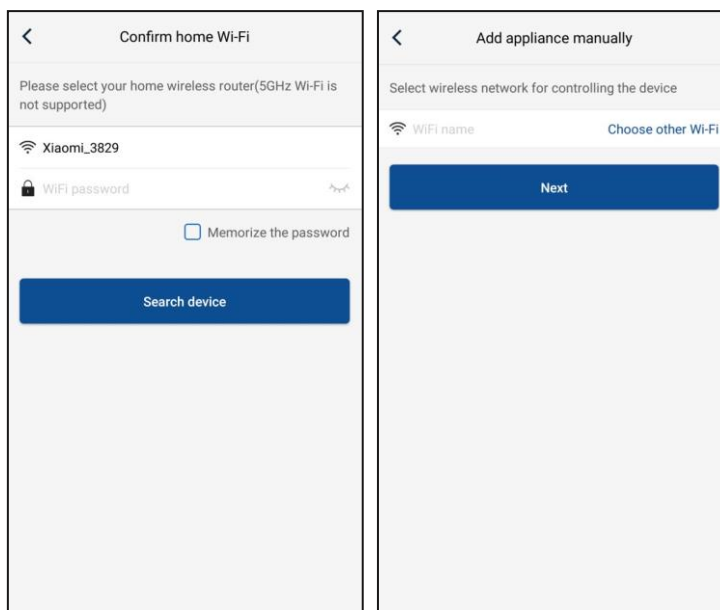 Confirm home Wi-Fi
Please select your home wireless router(5GHz Wi-Fi is
not supported)
Xiaomi_3829
WiFi password
Memorize the password
Search device
Add appliance manually
Select wireless network for controlling the device
WiFi name
Choose other Wi-Fi
Next